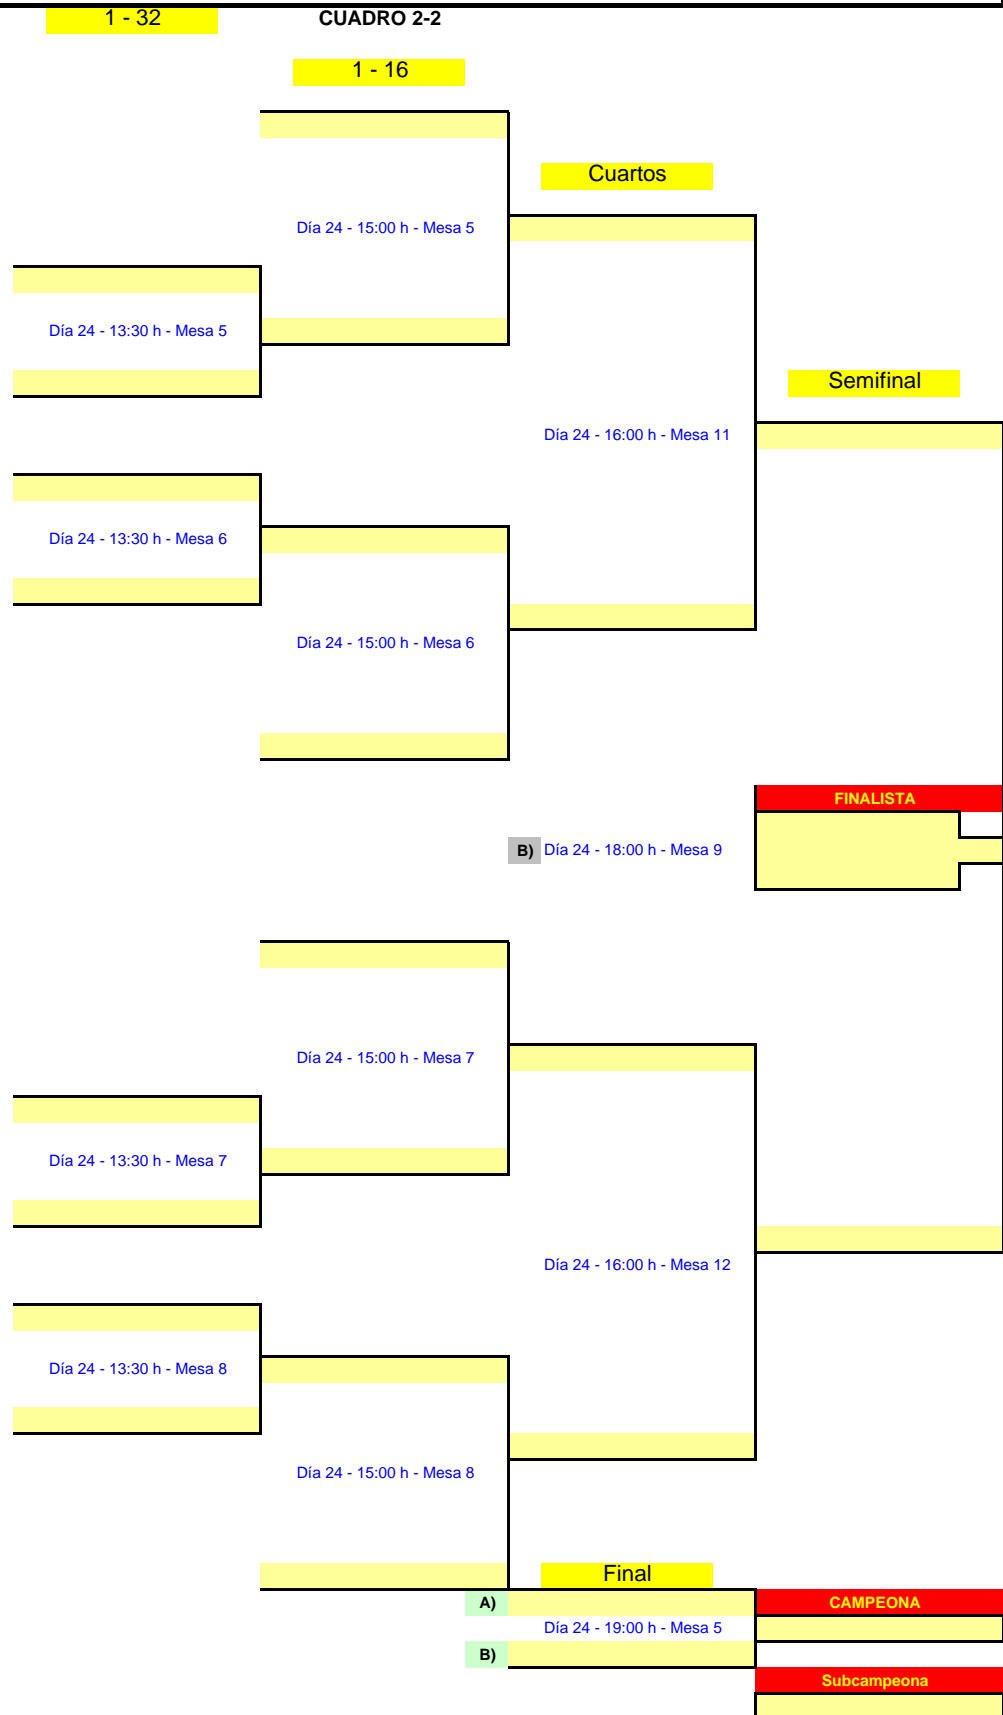 1 - 32
CUADRO 2-2
1 - 16
Cuartos
Día 24 - 15:00 h - Mesa 5
Día 24 - 13:30 h - Mesa 5
Semifinal
Día 24 - 16:00 h - Mesa 11
Día 24 - 13:30 h - Mesa 6
Día 24 - 15:00 h - Mesa 6
FINALISTA
B) Día 24 - 18:00 h - Mesa 9
Día 24 - 15:00 h - Mesa 7
Día 24 - 13:30 h - Mesa 7
Día 24 - 16:00 h - Mesa 12
Día 24 - 13:30 h - Mesa 8
Día 24 - 15:00 h - Mesa 8
Final
A)
CAMPEONA
Día 24 - 19:00 h - Mesa 5
B)
Subcampeona